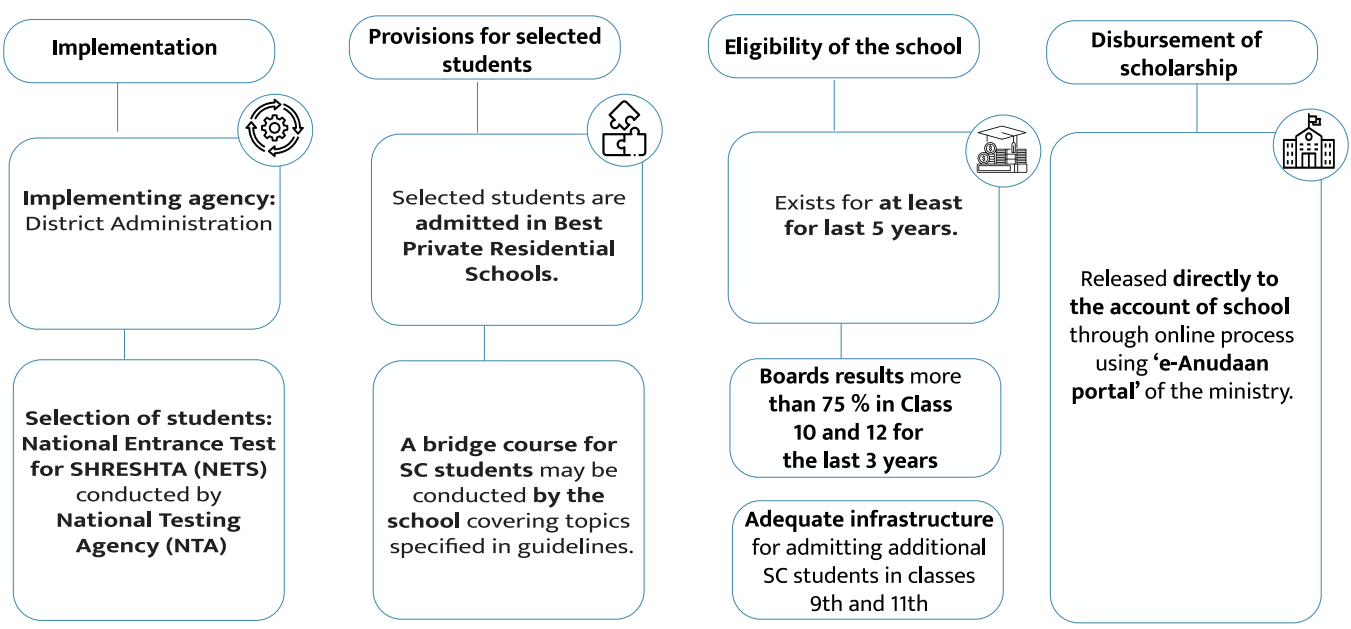 Implementation
Implementing agency:
District Administration
Selection of students:
National Entrance Test
for SHRESHTA (NETS)
conducted by
National Testing
Agency (NTA)
Provisions for selected
students
Selected students are
admitted in Best
Private Residential
Schools.
A bridge course for
SC students may be
conducted by the
school covering topics
specified in guidelines.
Eligibility of the school
Exists for at least
for last 5 years.
Boards results more
than 75 % in Class
10 and 12 for
the last 3 years
Adequate infrastructure
for admitting additional
SC students in classes
9th and 11th
Disbursement of
scholarship
Released directly to
the account of school
through online process
using ‘e-Anudaan
portal’ of the ministry.